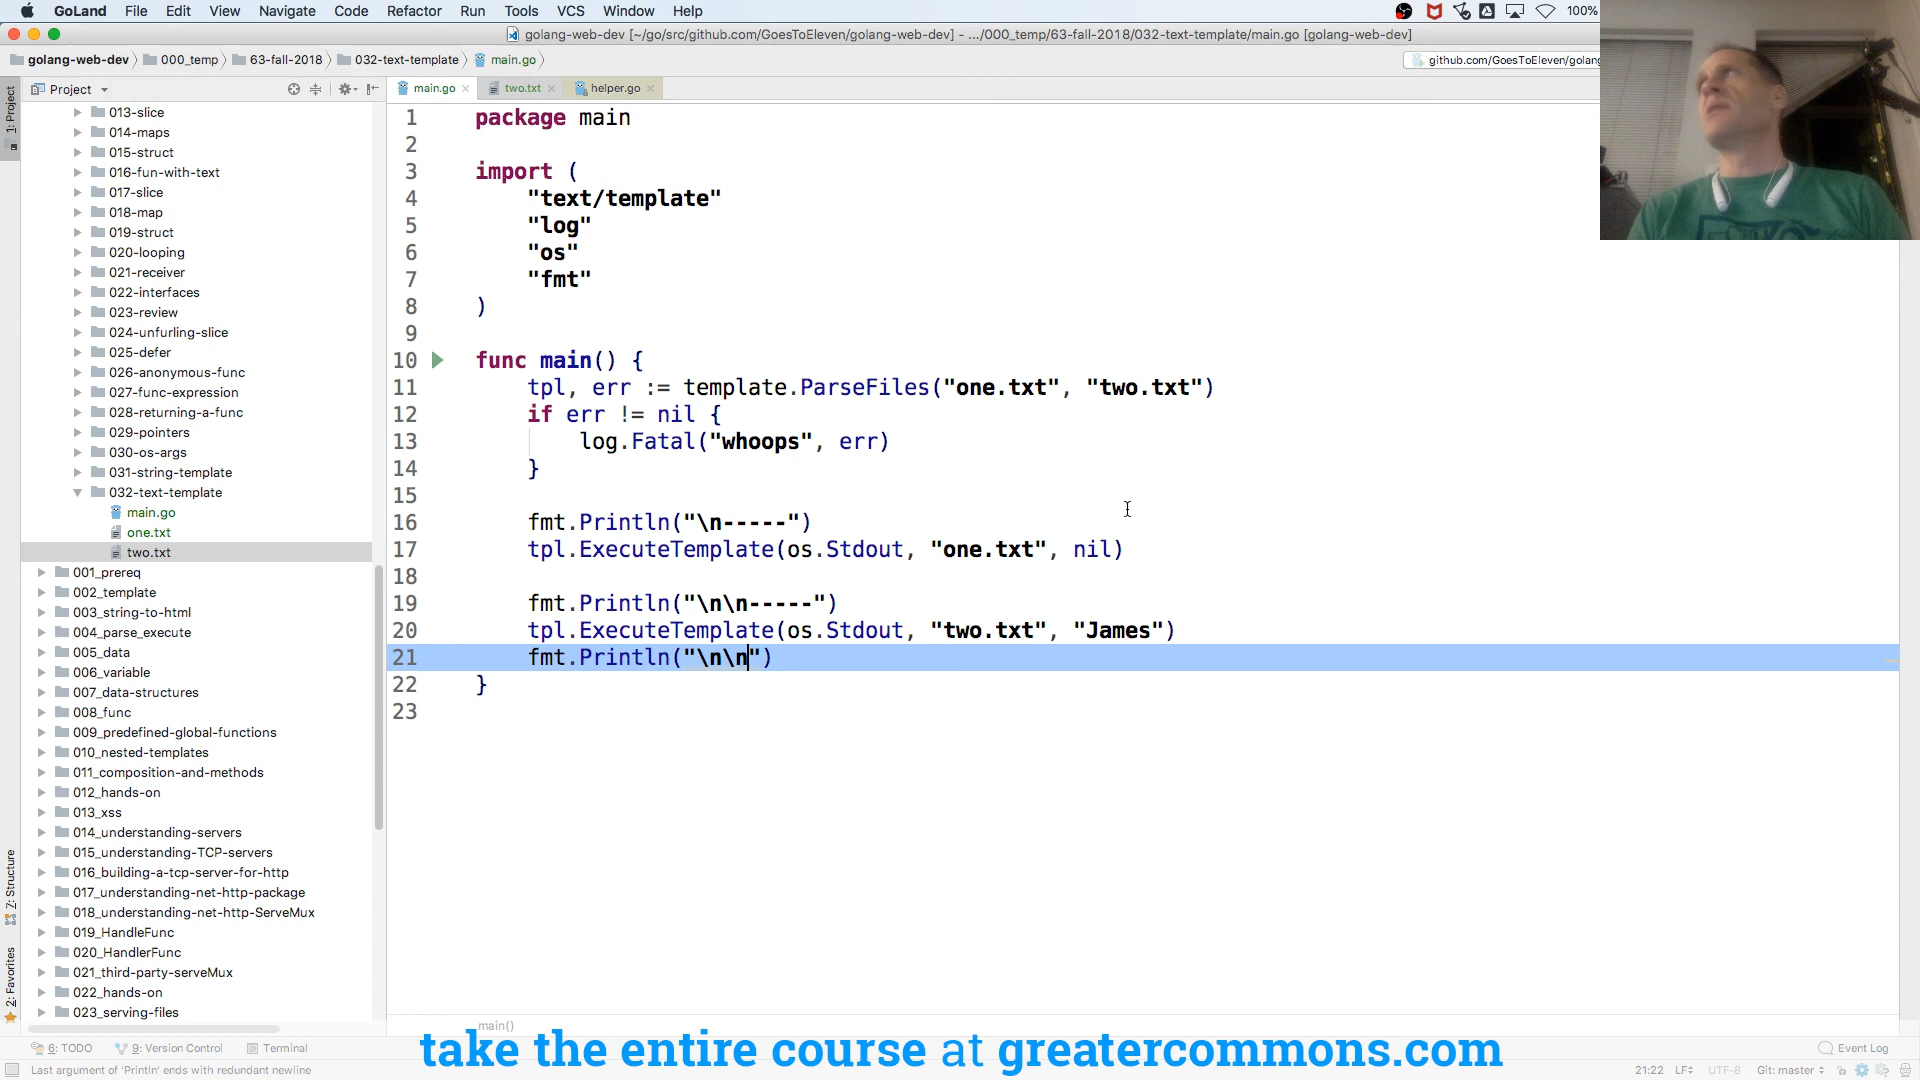 GoLand File Edit View Navigate Code Refactor Run Tools VCS Window Help 100%
golang-web-dev [~/go/src/github.com/GoesToEleven/golang-web-dev] - .../000_temp/63-fall-2018/032-text-template/main.go [golang-web-dev]
golang-web-dev 000_temp 63-fall-2018 032-text-template main.go github.com/GoesToEleven/golang
Project main.go two.txt helper.go
1: Project
013-slice
014-maps
015-struct
016-fun-with-text
017-slice
018-map
019-struct
020-looping
021-receiver
022-interfaces
023-review
024-unfurling-slice
025-defer
026-anonymous-func
027-func-expression
028-returning-a-func
029-pointers
030-os-args
031-string-template
032-text-template
main.go
one.txt
two.txt
001_prereq
002_template
003_string-to-html
004_parse_execute
005_data
006_variable
007_data-structures
008_func
009_predefined-global-functions
010_nested-templates
011_composition-and-methods
012_hands-on
013_xss
014_understanding-servers
015_understanding-TCP-servers
016_building-a-tcp-server-for-http
017_understanding-net-http-package
018_understanding-net-http-ServeMux
019_HandleFunc
020_HandlerFunc
021_third-party-serveMux
022_hands-on
023_serving-files
7: Structure
2: Favorites
1 package main
2
3 import (
4 "text/template"
5 "log"
6 "os"
7 "fmt"
8 )
9
10 func main() {
11 tpl, err := template.ParseFiles("one.txt", "two.txt")
12 if err != nil {
13 log.Fatal("whoops", err)
14 }
15
16 fmt.Println("\n-----")
17 tpl.ExecuteTemplate(os.Stdout, "one.txt", nil)
18
19 fmt.Println("\n\n-----")
20 tpl.ExecuteTemplate(os.Stdout, "two.txt", "James")
21 fmt.Println("\n\n")
22 }
23
main()
take the entire course at greatercommons.com
6: TODO 9: Version Control Terminal Event Log
Last argument of 'Println' ends with redundant newline 21:22 LF UTF-8 Git: master